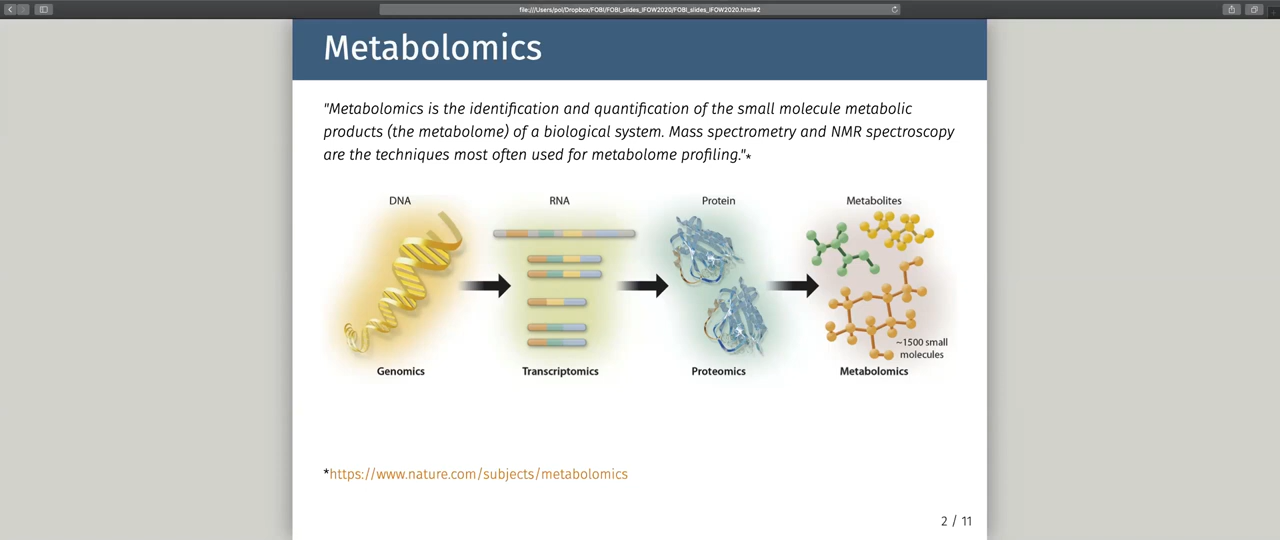 file:///Users/pol/Dropbox/FOBI/FOBI_slides_IFOW2020/FOBI_slides_IFOW2020.html#2
Metabolomics
"Metabolomics is the identification and quantification of the small molecule metabolic
products (the metabolome) of a biological system. Mass spectrometry and NMR spectroscopy
are the techniques most often used for metabolome profiling."*
DNA RNA Protein Metabolites
~1500 small
molecules
Genomics Transcriptomics Proteomics Metabolomics
*https://www.nature.com/subjects/metabolomics
2 / 11